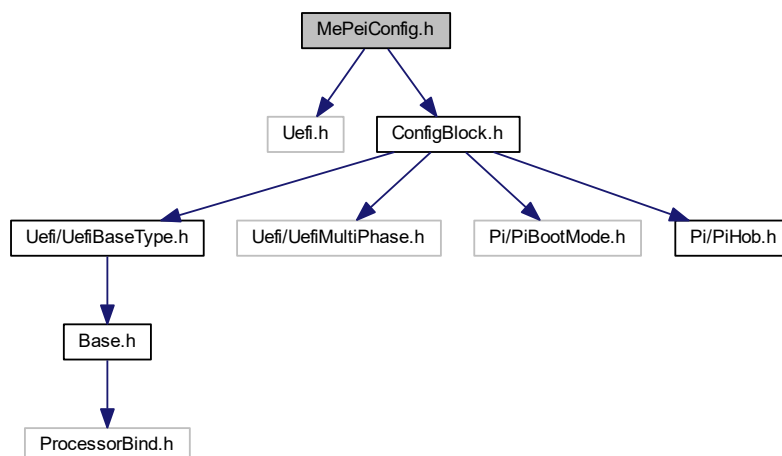 MePeiConfig.h
Uefi.h
ConfigBlock.h
Uefi/UefiBaseType.h
Uefi/UefiMultiPhase.h
Pi/PiBootMode.h
Pi/PiHob.h
Base.h
ProcessorBind.h